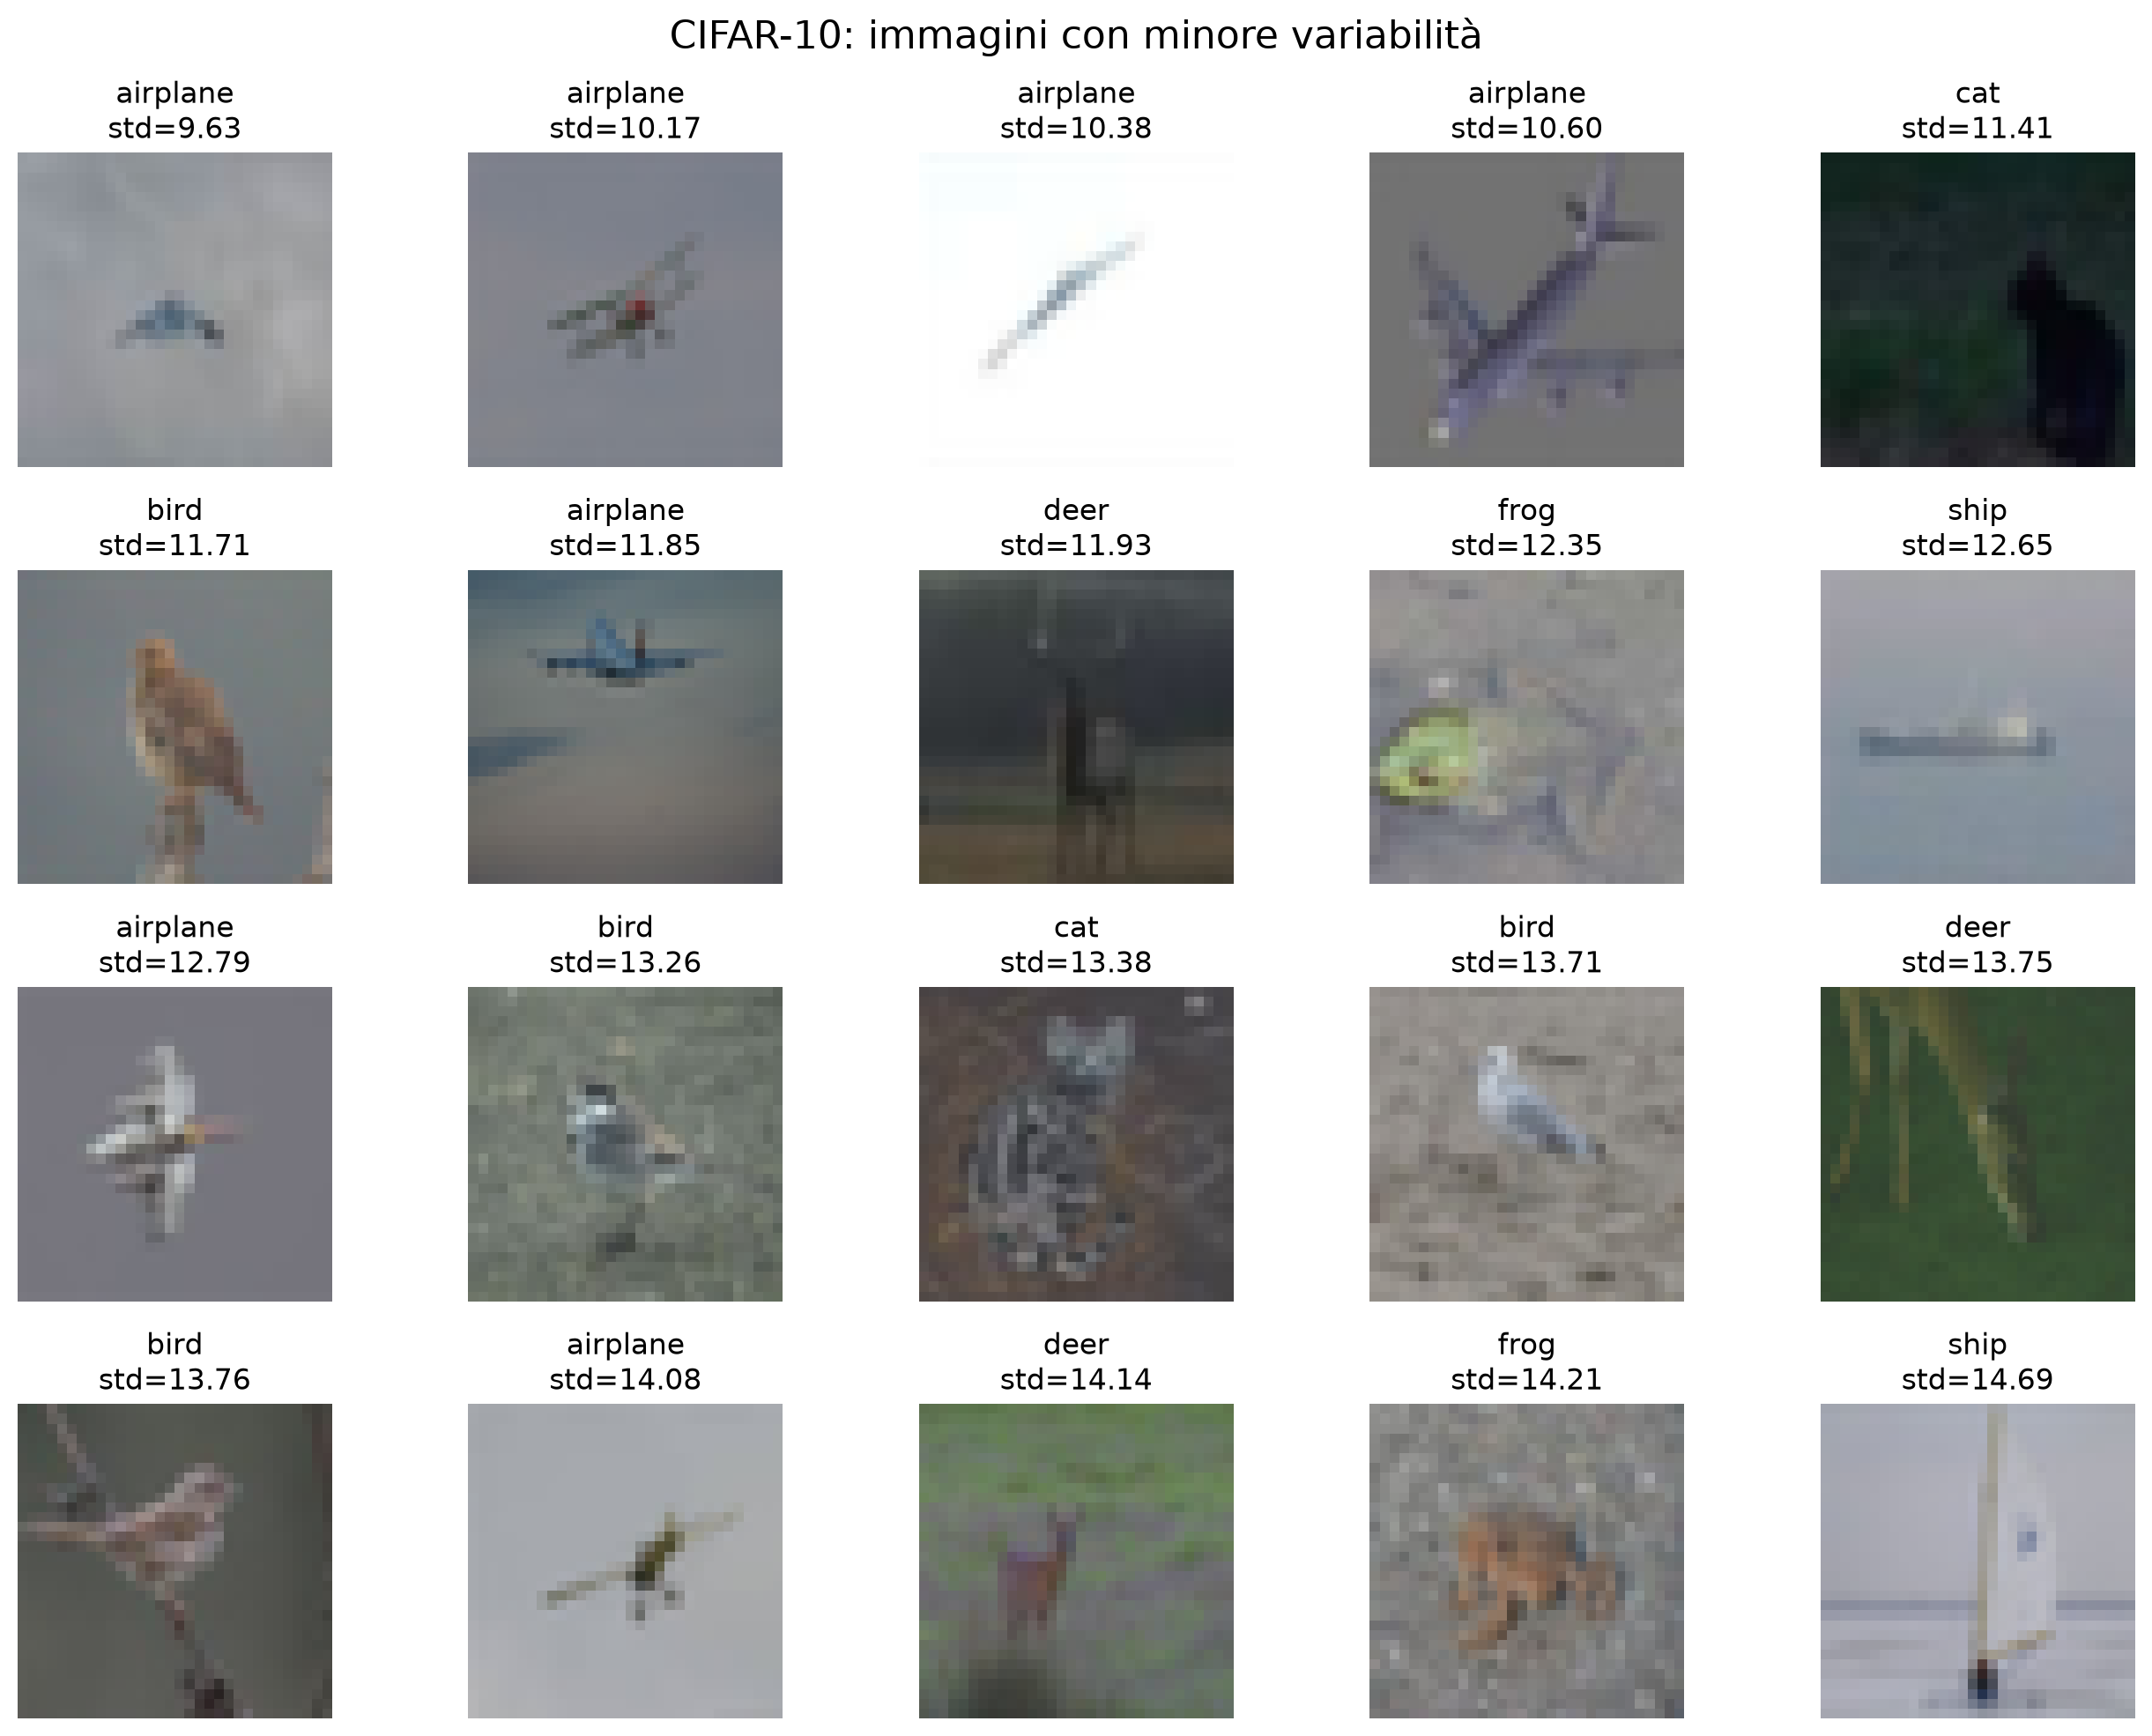 CIFAR-10: immagini con minore variabilità
airplane
std=9.63
airplane
std=10.17
airplane
std=10.38
airplane
std=10.60
cat
std=11.41
bird
std=11.71
airplane
std=11.85
deer
std=11.93
frog
std=12.35
ship
std=12.65
airplane
std=12.79
bird
std=13.26
cat
std=13.38
bird
std=13.71
deer
std=13.75
bird
std=13.76
airplane
std=14.08
deer
std=14.14
frog
std=14.21
ship
std=14.69